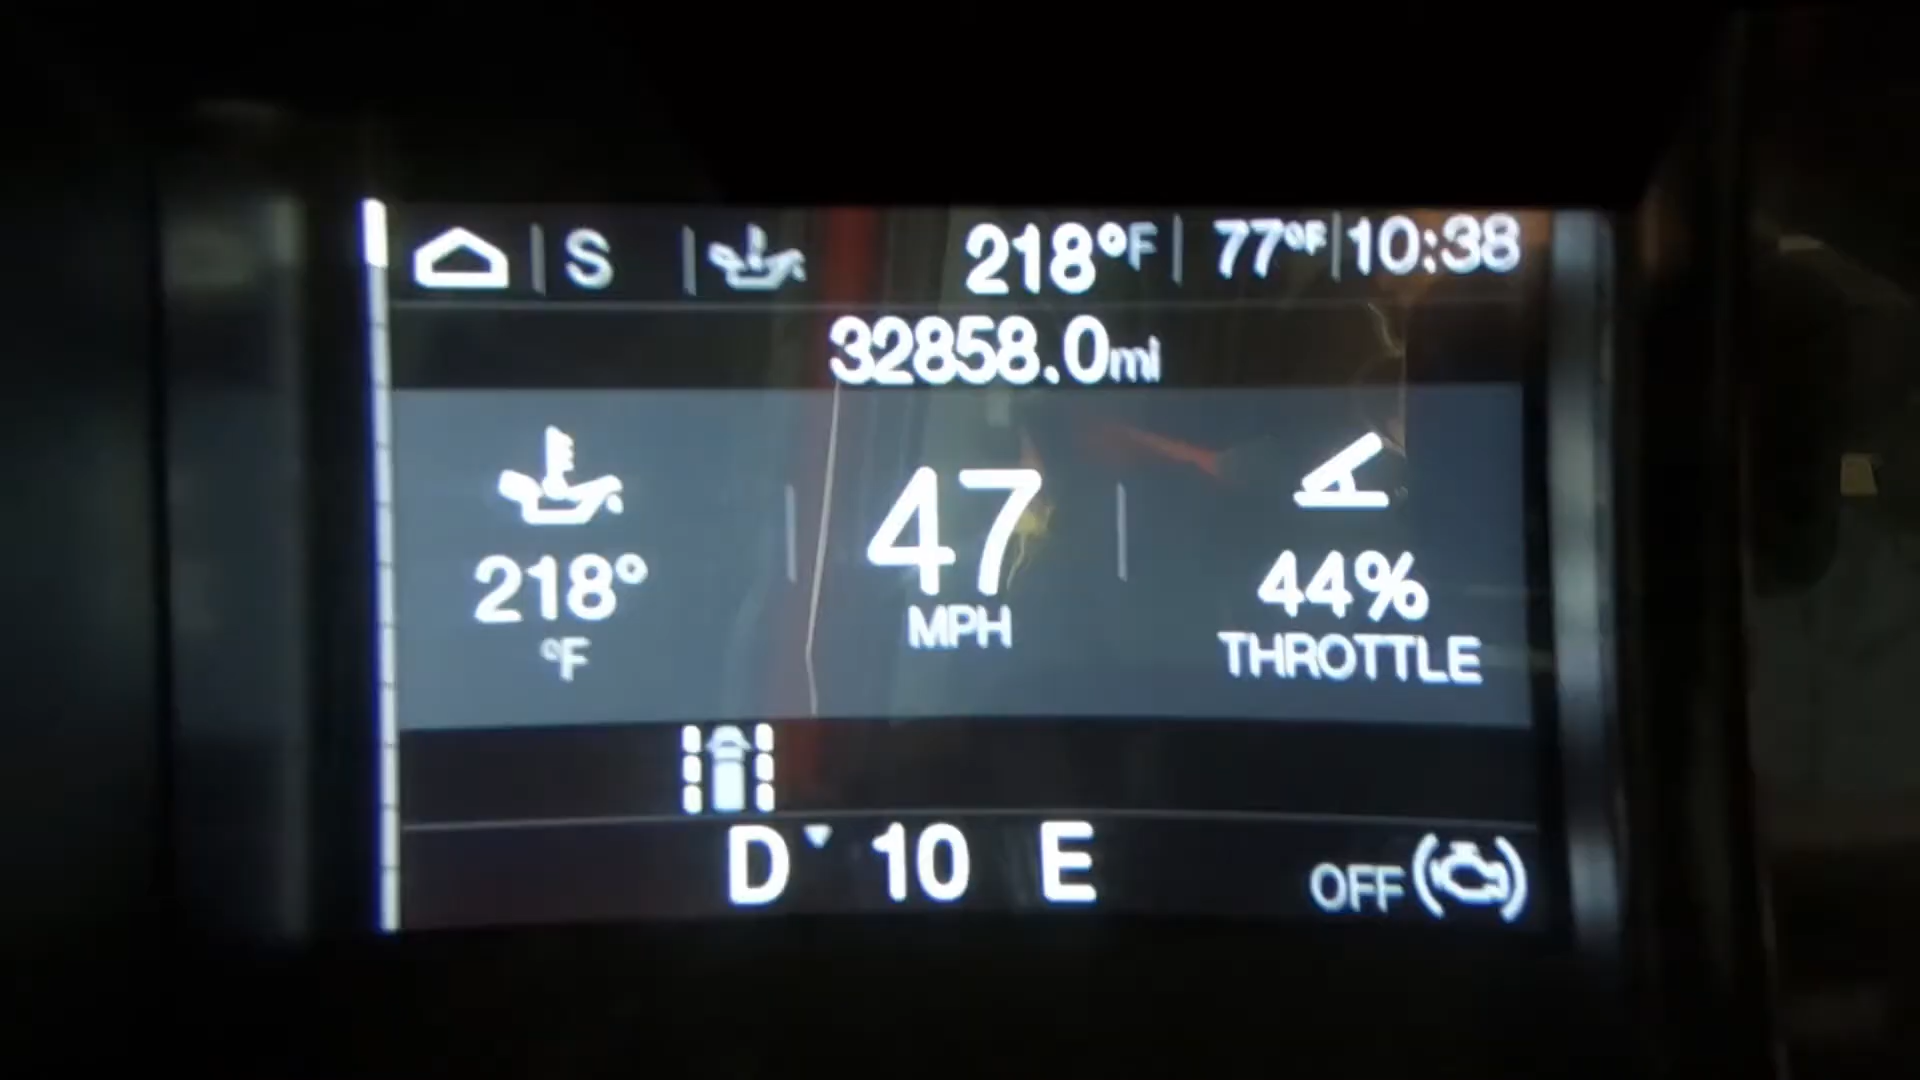 S 218°F 77°F 10:38
32858.0mi
218° 47 44%
°F MPH THROTTLE
D 10 E OFF